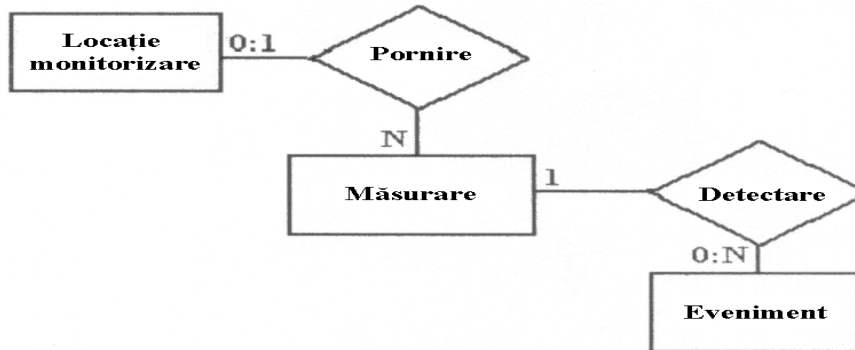 Locație
monitorizare
0:1
Pornire
N
Măsurare
1
Detectare
0:N
Eveniment